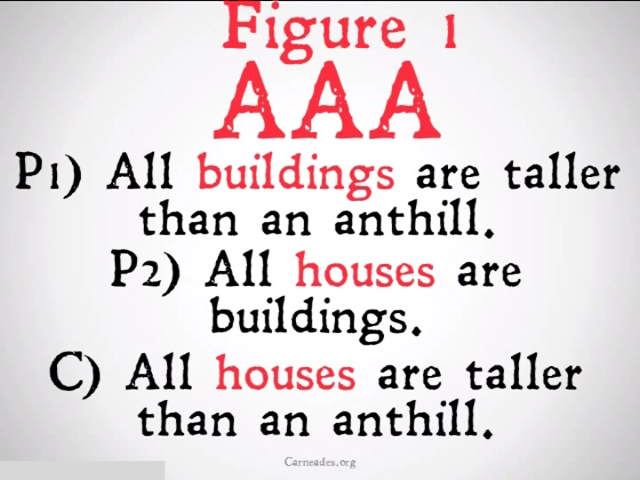 Figure 1
AAA
P1) All buildings are taller
than an anthill.
P2) All houses are
buildings.
C) All houses are taller
than an anthill.
Carneades.org